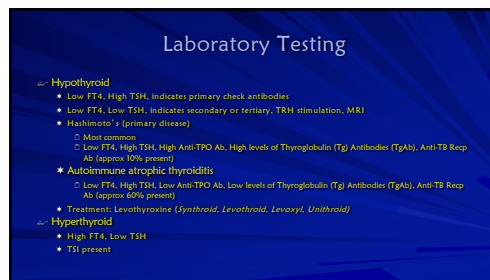 Laboratory Testing
Hypothyroid
Low FT4, High TSH, indicates primary check antibodies
Low FT4, Low TSH, indicates secondary or tertiary, TRH stimulation, MRI
Hashimoto's (primary disease)
Most common
Low FT4, High TSH, High Anti-TPO Ab, High levels of Thyroglobulin (Tg) Antibodies (TgAb), Anti-TB Recp
Ab (approx 10% present)
Autoimmune atrophic thyroiditis
Low FT4, High TSH, Low Anti-TPO Ab, Low levels of Thyroglobulin (Tg) Antibodies (TgAb), Anti-TB Recp
Ab (approx 60% present)
Treatment: Levothyroxine (Synthroid, Levothroid, Levoxyl, Unithroid)
Hyperthyroid
High FT4, Low TSH
TSI present